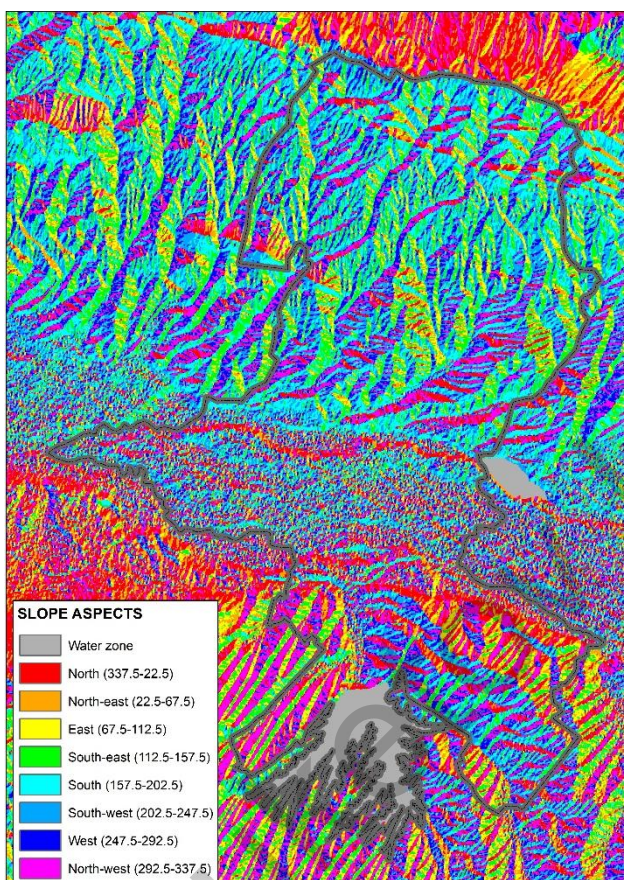 SLOPE ASPECTS
Water zone
North (337.5-22.5)
North-east (22.5-67.5)
East (67.5-112.5)
South-east (112.5-157.5)
South (157.5-202.5)
South-west (202.5-247.5)
West (247.5-292.5)
North-west (292.5-337.5)